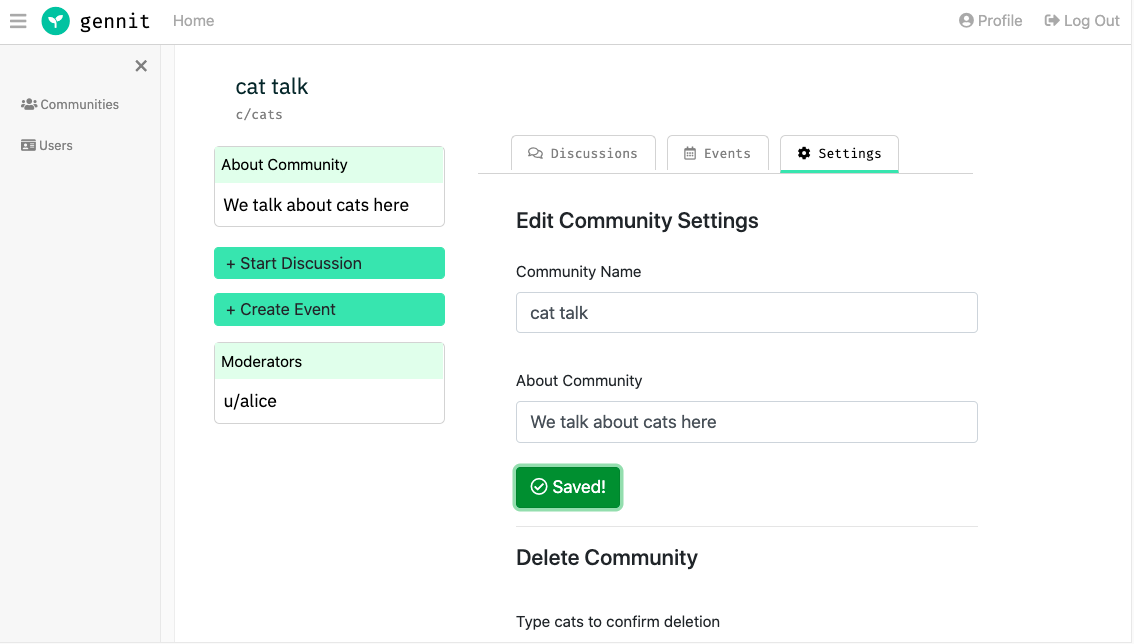 gennit
Home
Profile
Log Out
Communities
Users
cat talk
c/cats
About Community
We talk about cats here
+ Start Discussion
+ Create Event
Moderators
u/alice
Discussions
Events
Settings
Edit Community Settings
Community Name
cat talk
About Community
We talk about cats here
Saved!
Delete Community
Type cats to confirm deletion